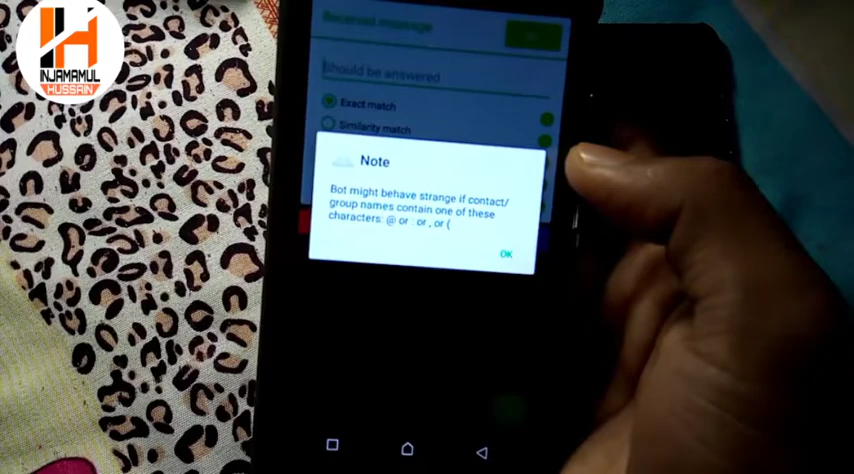 INJAMAMUL
HUSSAIN
Received message
Should be answered
Exact match
Similarity match
Note
Bot might behave strange if contact/
group names contain one of these
characters: @ or : or , or (
OK